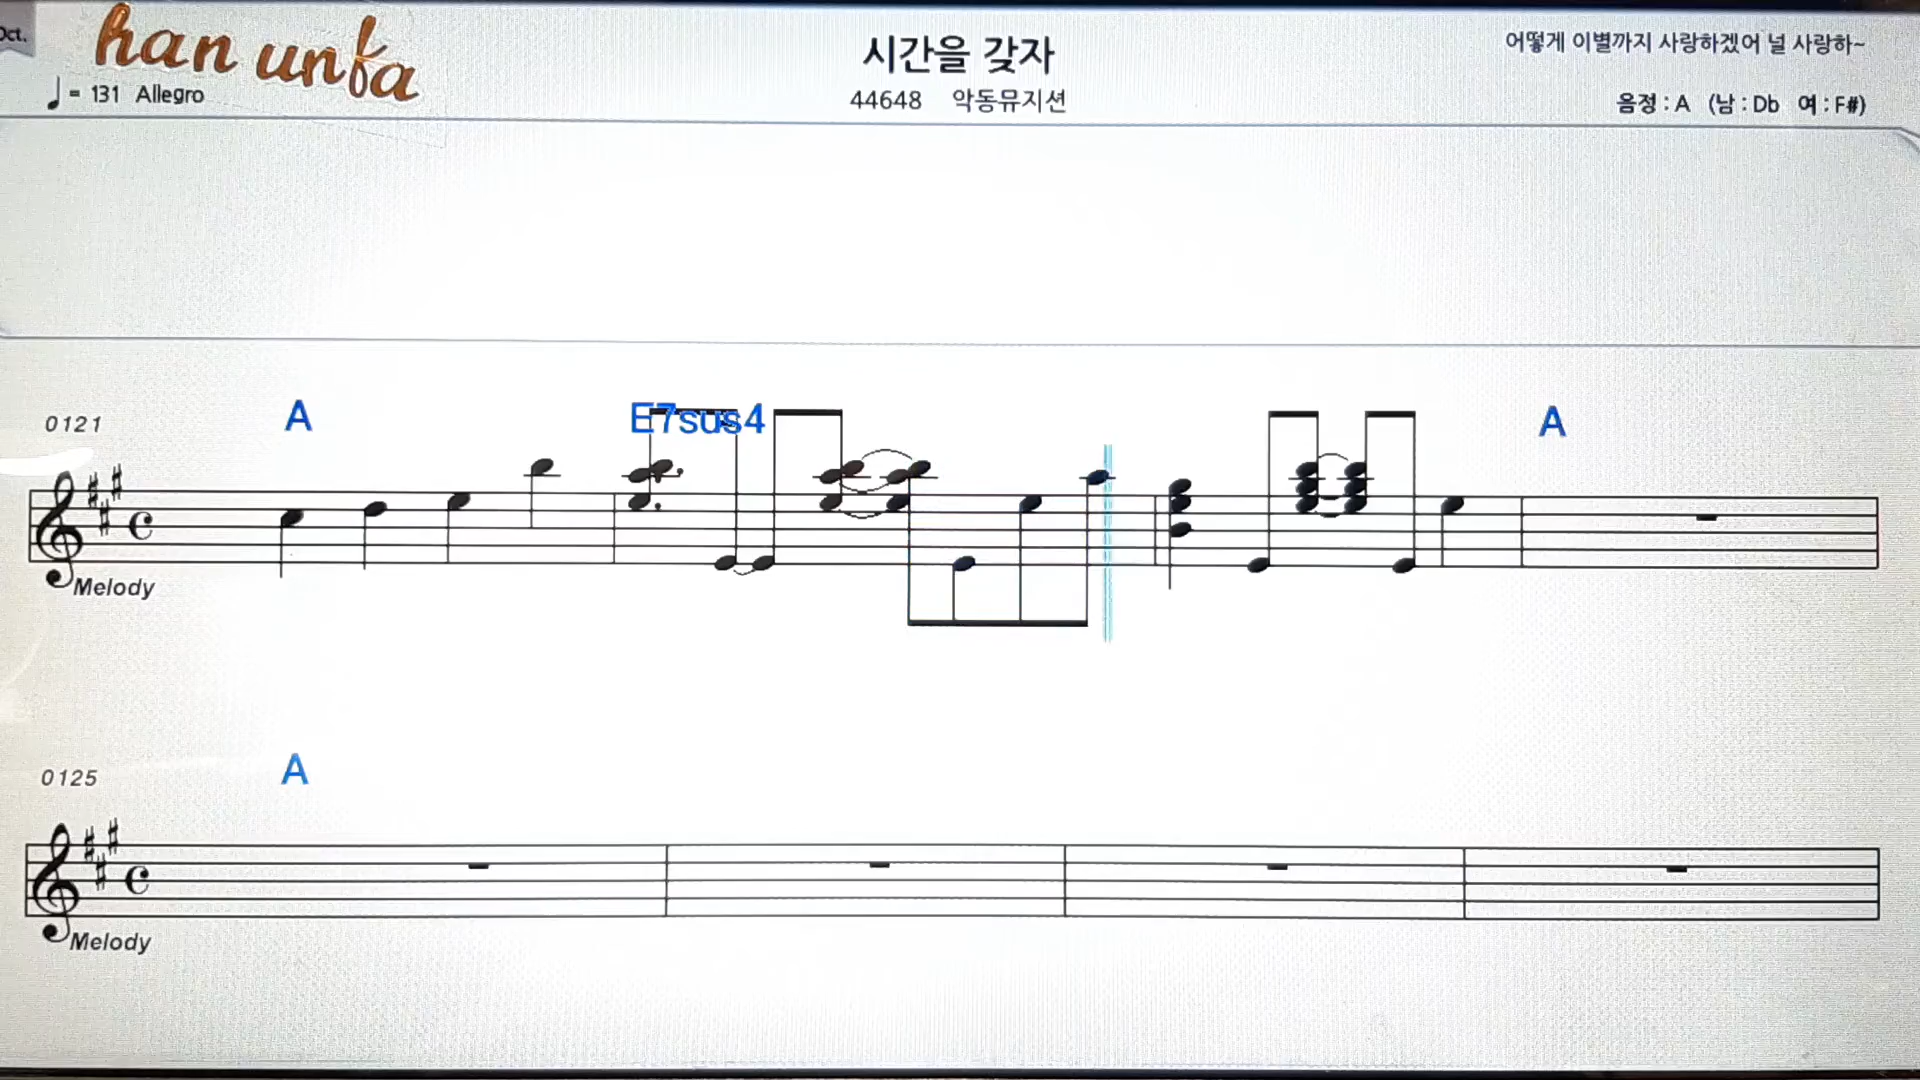 Oct.
han unfa
시간을 갖자
어떻게 이별까지 사랑하겠어 널 사랑하~
♩ = 131 Allegro
44648 악동뮤지션
음정 : A (남 : Db 여 : F#)
0121 A E7sus4 A
Melody
0125 A
Melody